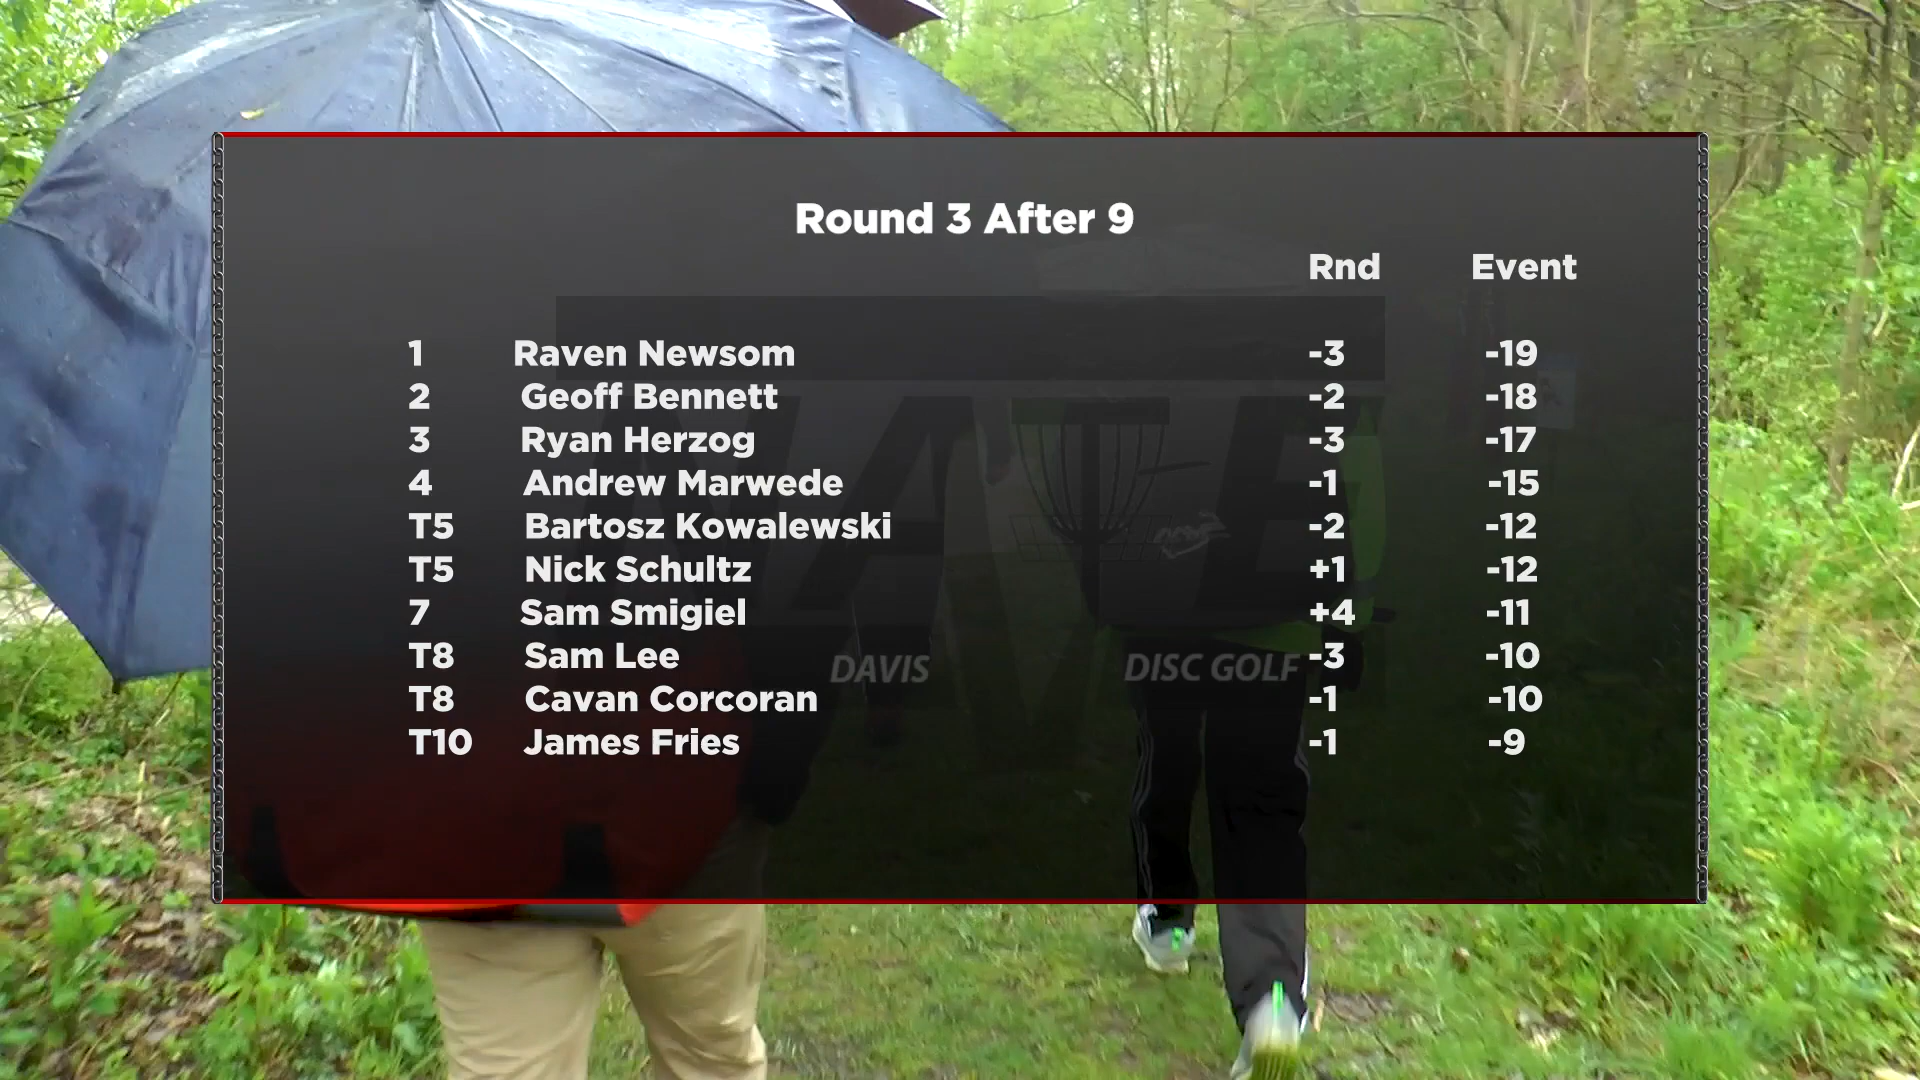 Round 3 After 9
Rnd Event
1 Raven Newsom -3 -19
2 Geoff Bennett -2 -18
3 Ryan Herzog -3 -17
4 Andrew Marwede -1 -15
T5 Bartosz Kowalewski -2 -12
T5 Nick Schultz +1 -12
7 Sam Smigiel +4 -11
T8 Sam Lee -3 -10
T8 Cavan Corcoran -1 -10
T10 James Fries -1 -9
DAVIS DISC GOLF